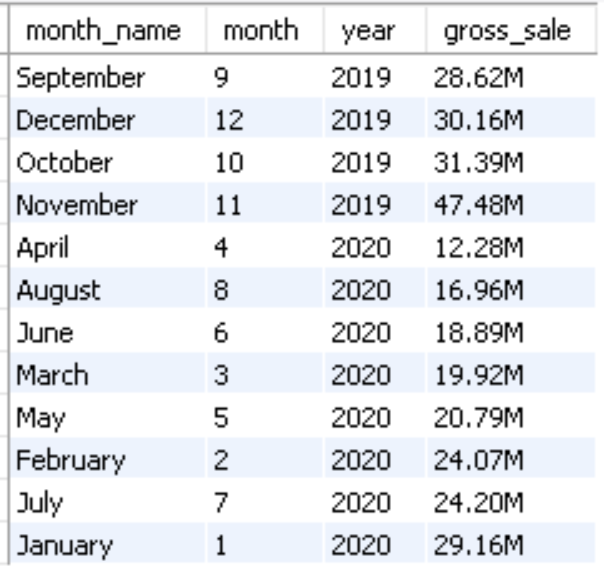 month_name month year gross_sale
September 9 2019 28.62M
December 12 2019 30.16M
October 10 2019 31.39M
November 11 2019 47.48M
April 4 2020 12.28M
August 8 2020 16.96M
June 6 2020 18.89M
March 3 2020 19.92M
May 5 2020 20.79M
February 2 2020 24.07M
July 7 2020 24.20M
January 1 2020 29.16M